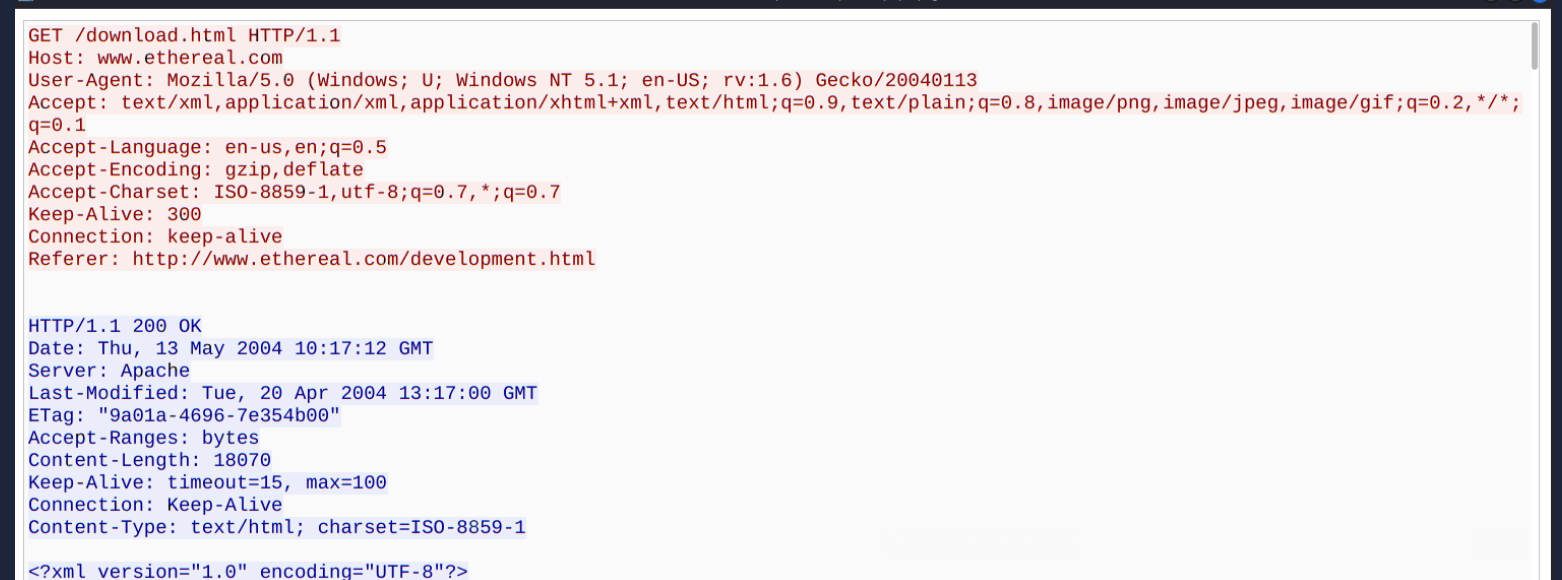 GET /download.html HTTP/1.1
Host: www.ethereal.com
User-Agent: Mozilla/5.0 (Windows; U; Windows NT 5.1; en-US; rv:1.6) Gecko/20040113
Accept: text/xml,application/xml,application/xhtml+xml,text/html;q=0.9,text/plain;q=0.8,image/png,image/jpeg,image/gif;q=0.2,*/*;
q=0.1
Accept-Language: en-us,en;q=0.5
Accept-Encoding: gzip,deflate
Accept-Charset: ISO-8859-1,utf-8;q=0.7,*;q=0.7
Keep-Alive: 300
Connection: keep-alive
Referer: http://www.ethereal.com/development.html
HTTP/1.1 200 OK
Date: Thu, 13 May 2004 10:17:12 GMT
Server: Apache
Last-Modified: Tue, 20 Apr 2004 13:17:00 GMT
ETag: "9a01a-4696-7e354b00"
Accept-Ranges: bytes
Content-Length: 18070
Keep-Alive: timeout=15, max=100
Connection: Keep-Alive
Content-Type: text/html; charset=ISO-8859-1
<?xml version="1.0" encoding="UTF-8"?>